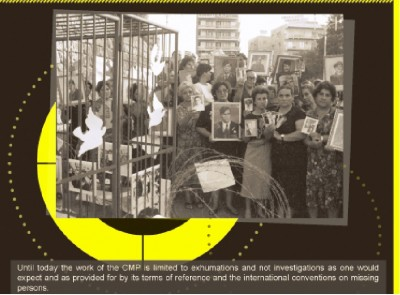 Until today the work of the CMP is limited to exhumations and not investigations as one would
expect and as provided for by its terms of reference and the international conventions on missing
persons.